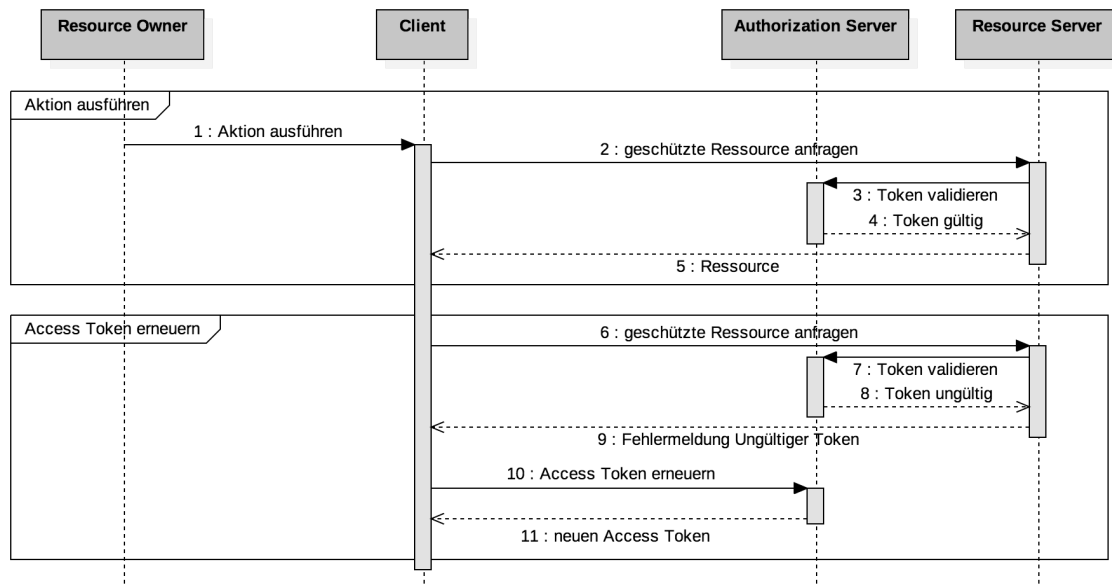 Resource Owner
Client
Authorization Server
Resource Server
Aktion ausführen
1 : Aktion ausführen
2 : geschützte Ressource anfragen
3 : Token validieren
4 : Token gültig
5 : Ressource
Access Token erneuern
6 : geschützte Ressource anfragen
7 : Token validieren
8 : Token ungültig
9 : Fehlermeldung Ungültiger Token
10 : Access Token erneuern
11 : neuen Access Token